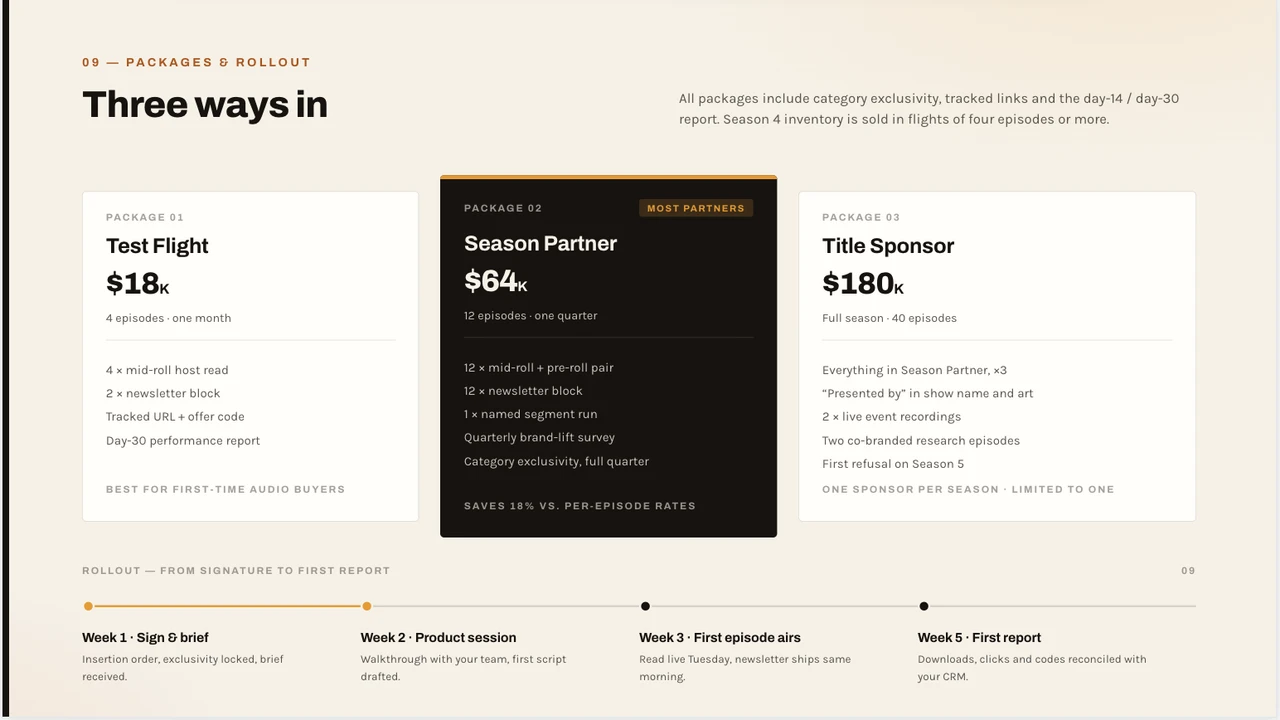 09 — PACKAGES & ROLLOUT
Three ways in
All packages include category exclusivity, tracked links and the day-14 / day-30
report. Season 4 inventory is sold in flights of four episodes or more.
PACKAGE 01
Test Flight
$18K
4 episodes · one month
4 × mid-roll host read
2 × newsletter block
Tracked URL + offer code
Day-30 performance report
BEST FOR FIRST-TIME AUDIO BUYERS
PACKAGE 02
MOST PARTNERS
Season Partner
$64K
12 episodes · one quarter
12 × mid-roll + pre-roll pair
12 × newsletter block
1 × named segment run
Quarterly brand-lift survey
Category exclusivity, full quarter
SAVES 18% VS. PER-EPISODE RATES
PACKAGE 03
Title Sponsor
$180K
Full season · 40 episodes
Everything in Season Partner, ×3
“Presented by” in show name and art
2 × live event recordings
Two co-branded research episodes
First refusal on Season 5
ONE SPONSOR PER SEASON · LIMITED TO ONE
ROLLOUT — FROM SIGNATURE TO FIRST REPORT
09
Week 1 · Sign & brief
Insertion order, exclusivity locked, brief
received.
Week 2 · Product session
Walkthrough with your team, first script
drafted.
Week 3 · First episode airs
Read live Tuesday, newsletter ships same
morning.
Week 5 · First report
Downloads, clicks and codes reconciled with
your CRM.